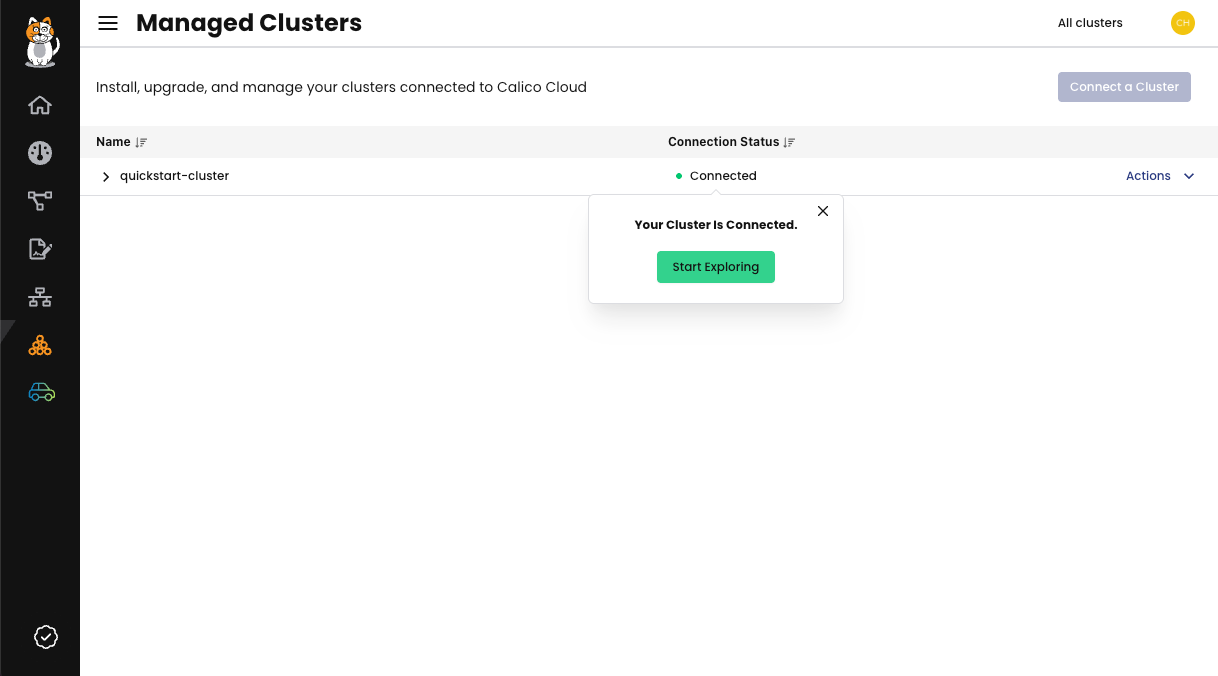 Managed Clusters
All clusters
CH
Install, upgrade, and manage your clusters connected to Calico Cloud
Connect a Cluster
Name
Connection Status
quickstart-cluster
Connected
Actions
Your Cluster Is Connected.
Start Exploring